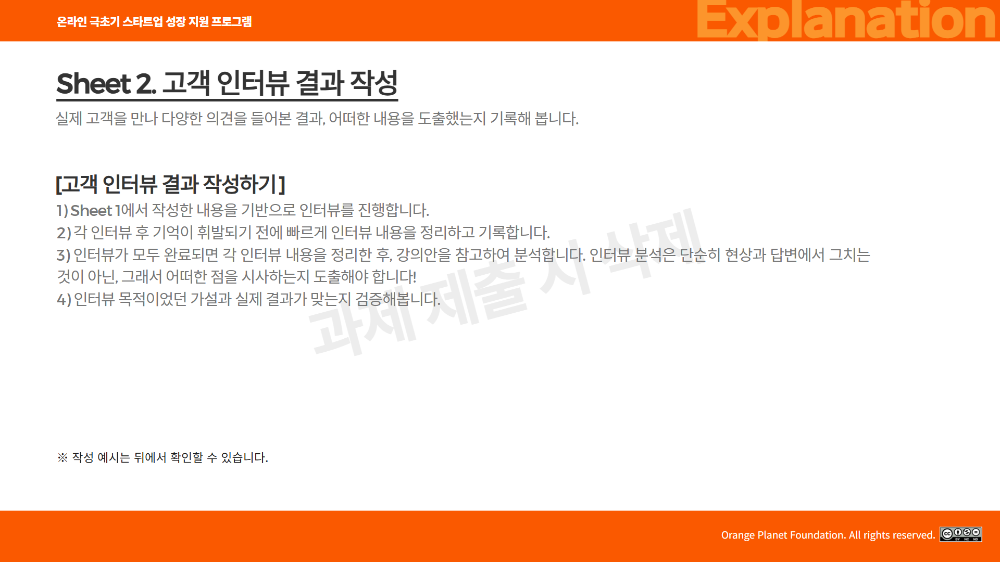 온라인 극초기 스타트업 성장 지원 프로그램
Explanation
Sheet 2. 고객 인터뷰 결과 작성
실제 고객을 만나 다양한 의견을 들어본 결과, 어떠한 내용을 도출했는지 기록해 봅니다.
[고객 인터뷰 결과 작성하기]
1) Sheet 1에서 작성한 내용을 기반으로 인터뷰를 진행합니다.
2) 각 인터뷰 후 기억이 휘발되기 전에 빠르게 인터뷰 내용을 정리하고 기록합니다.
3) 인터뷰가 모두 완료되면 각 인터뷰 내용을 정리한 후, 강의안을 참고하여 분석합니다. 인터뷰 분석은 단순히 현상과 답변에서 그치는
것이 아닌, 그래서 어떠한 점을 시사하는지 도출해야 합니다!
4) 인터뷰 목적이었던 가설과 실제 결과가 맞는지 검증해봅니다.
과제 제출 시 삭제
※ 작성 예시는 뒤에서 확인할 수 있습니다.
Orange Planet Foundation. All rights reserved.
cc BY NC ND